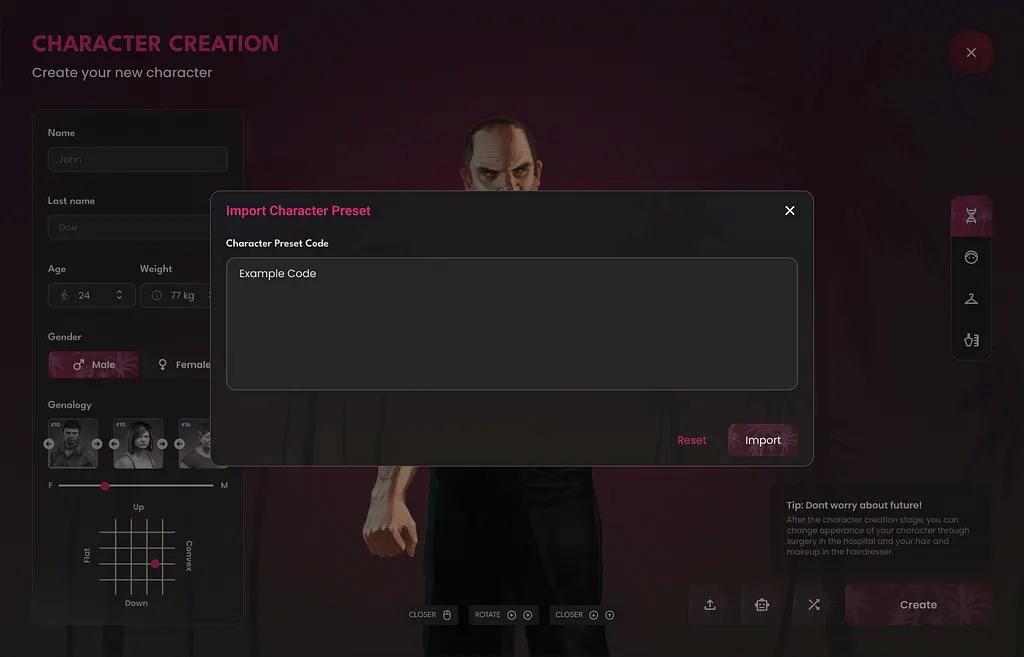 CHARACTER CREATION
Create your new character
Name
John
Last name
Doe
Age
Weight
24
77 kg
Gender
Male
Female
Genalogy
#10
#10
#16
F
M
Up
Flat
Convex
Down
Import Character Preset
Character Preset Code
Example Code
Reset
Import
Tip: Dont worry about future!
After the character creation stage, you can
change apperance of your character through
surgery in the hospital and your hair and
makeup in the hairdresser.
CLOSER
ROTATE
CLOSER
Create